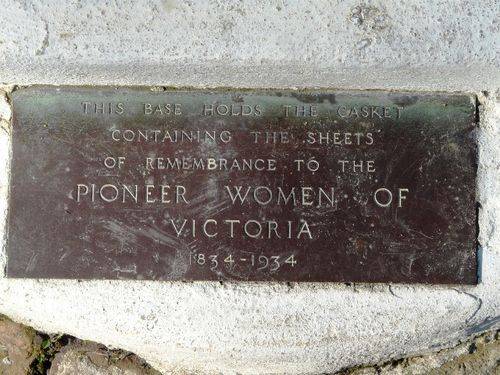 THIS BASE HOLDS THE CASKET
CONTAINING THE SHEETS
OF REMEMBRANCE TO THE
PIONEER WOMEN OF
VICTORIA
1834-1934